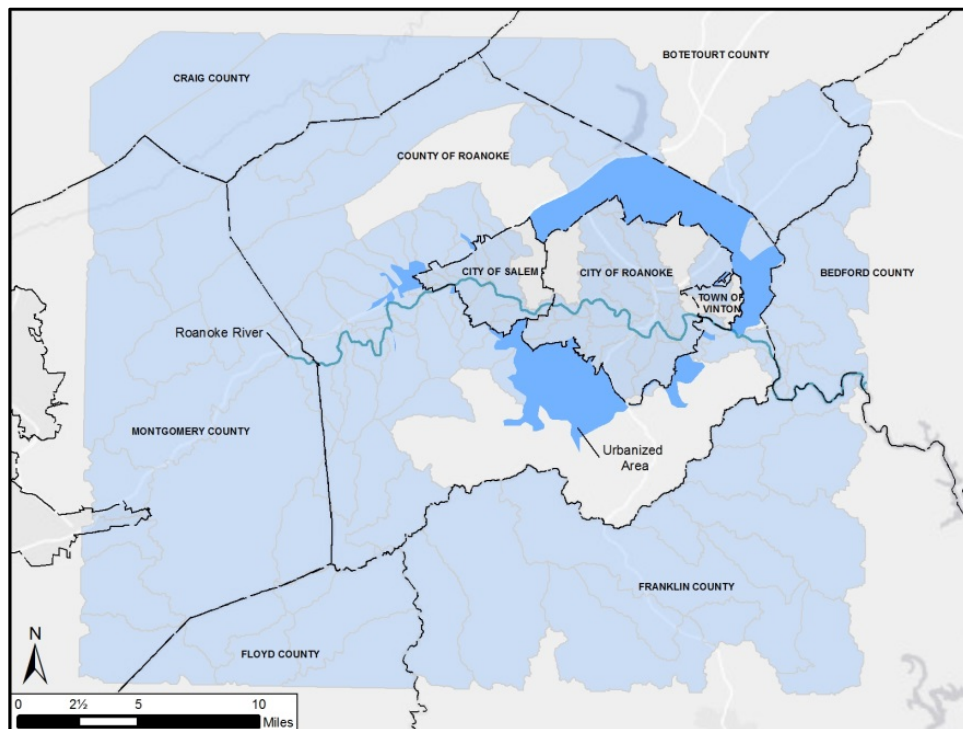 BOTETOURT COUNTY
CRAIG COUNTY
COUNTY OF ROANOKE
CITY OF SALEM
CITY OF ROANOKE
BEDFORD COUNTY
TOWN OF
VINTON
Roanoke River
MONTGOMERY COUNTY
Urbanized
Area
FRANKLIN COUNTY
FLOYD COUNTY
N
0 2½ 5 10
Miles